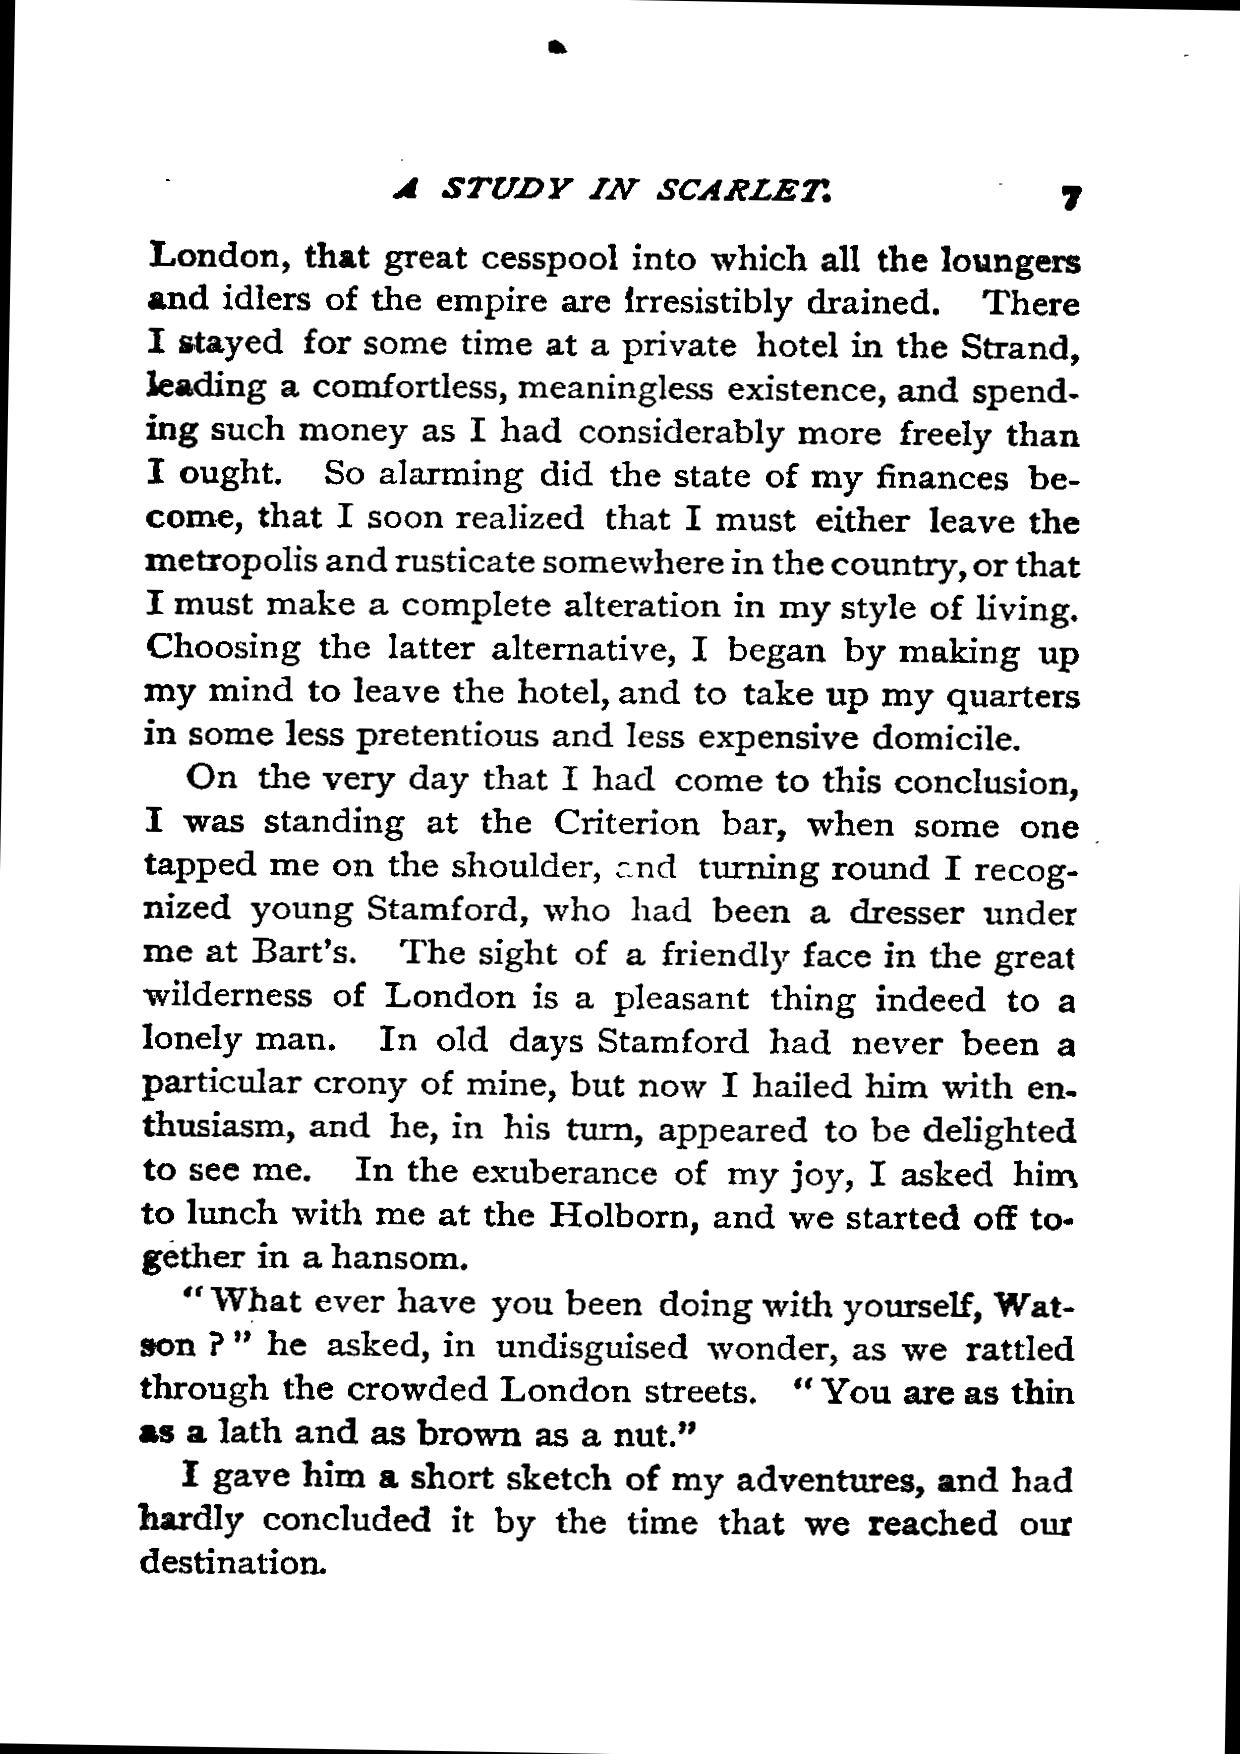 A STUDY IN SCARLET. 7
London, that great cesspool into which all the loungers
and idlers of the empire are irresistibly drained. There
I stayed for some time at a private hotel in the Strand,
leading a comfortless, meaningless existence, and spend-
ing such money as I had considerably more freely than
I ought. So alarming did the state of my finances be-
come, that I soon realized that I must either leave the
metropolis and rusticate somewhere in the country, or that
I must make a complete alteration in my style of living.
Choosing the latter alternative, I began by making up
my mind to leave the hotel, and to take up my quarters
in some less pretentious and less expensive domicile.
On the very day that I had come to this conclusion,
I was standing at the Criterion bar, when some one
tapped me on the shoulder, and turning round I recog-
nized young Stamford, who had been a dresser under
me at Bart's. The sight of a friendly face in the great
wilderness of London is a pleasant thing indeed to a
lonely man. In old days Stamford had never been a
particular crony of mine, but now I hailed him with en-
thusiasm, and he, in his turn, appeared to be delighted
to see me. In the exuberance of my joy, I asked him
to lunch with me at the Holborn, and we started off to-
gether in a hansom.
"What ever have you been doing with yourself, Wat-
son?" he asked, in undisguised wonder, as we rattled
through the crowded London streets. "You are as thin
as a lath and as brown as a nut."
I gave him a short sketch of my adventures, and had
hardly concluded it by the time that we reached our
destination.